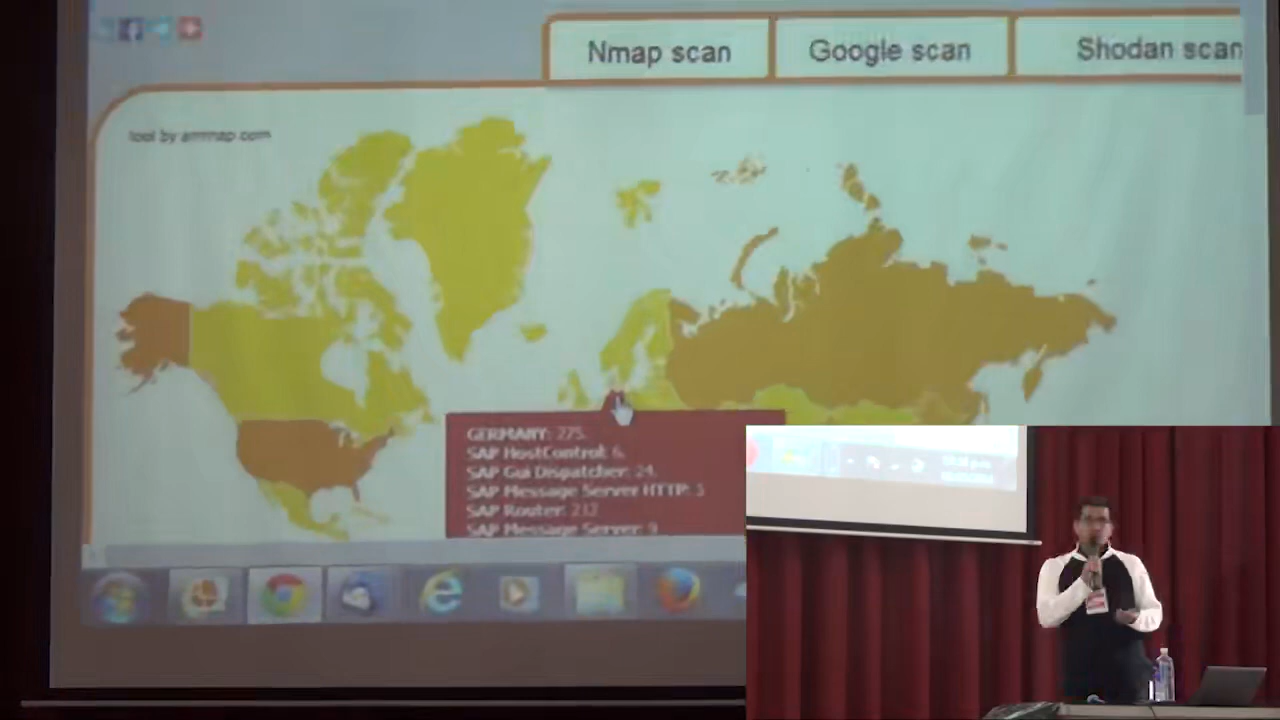 Nmap scan
Google scan
Shodan scan
tool by ammap.com
GERMANY: 275.
SAP HostControl: 6.
SAP Gui Dispatcher: 24.
SAP Message Server HTTP: 5
SAP Router: 232
SAP Message Server: 9